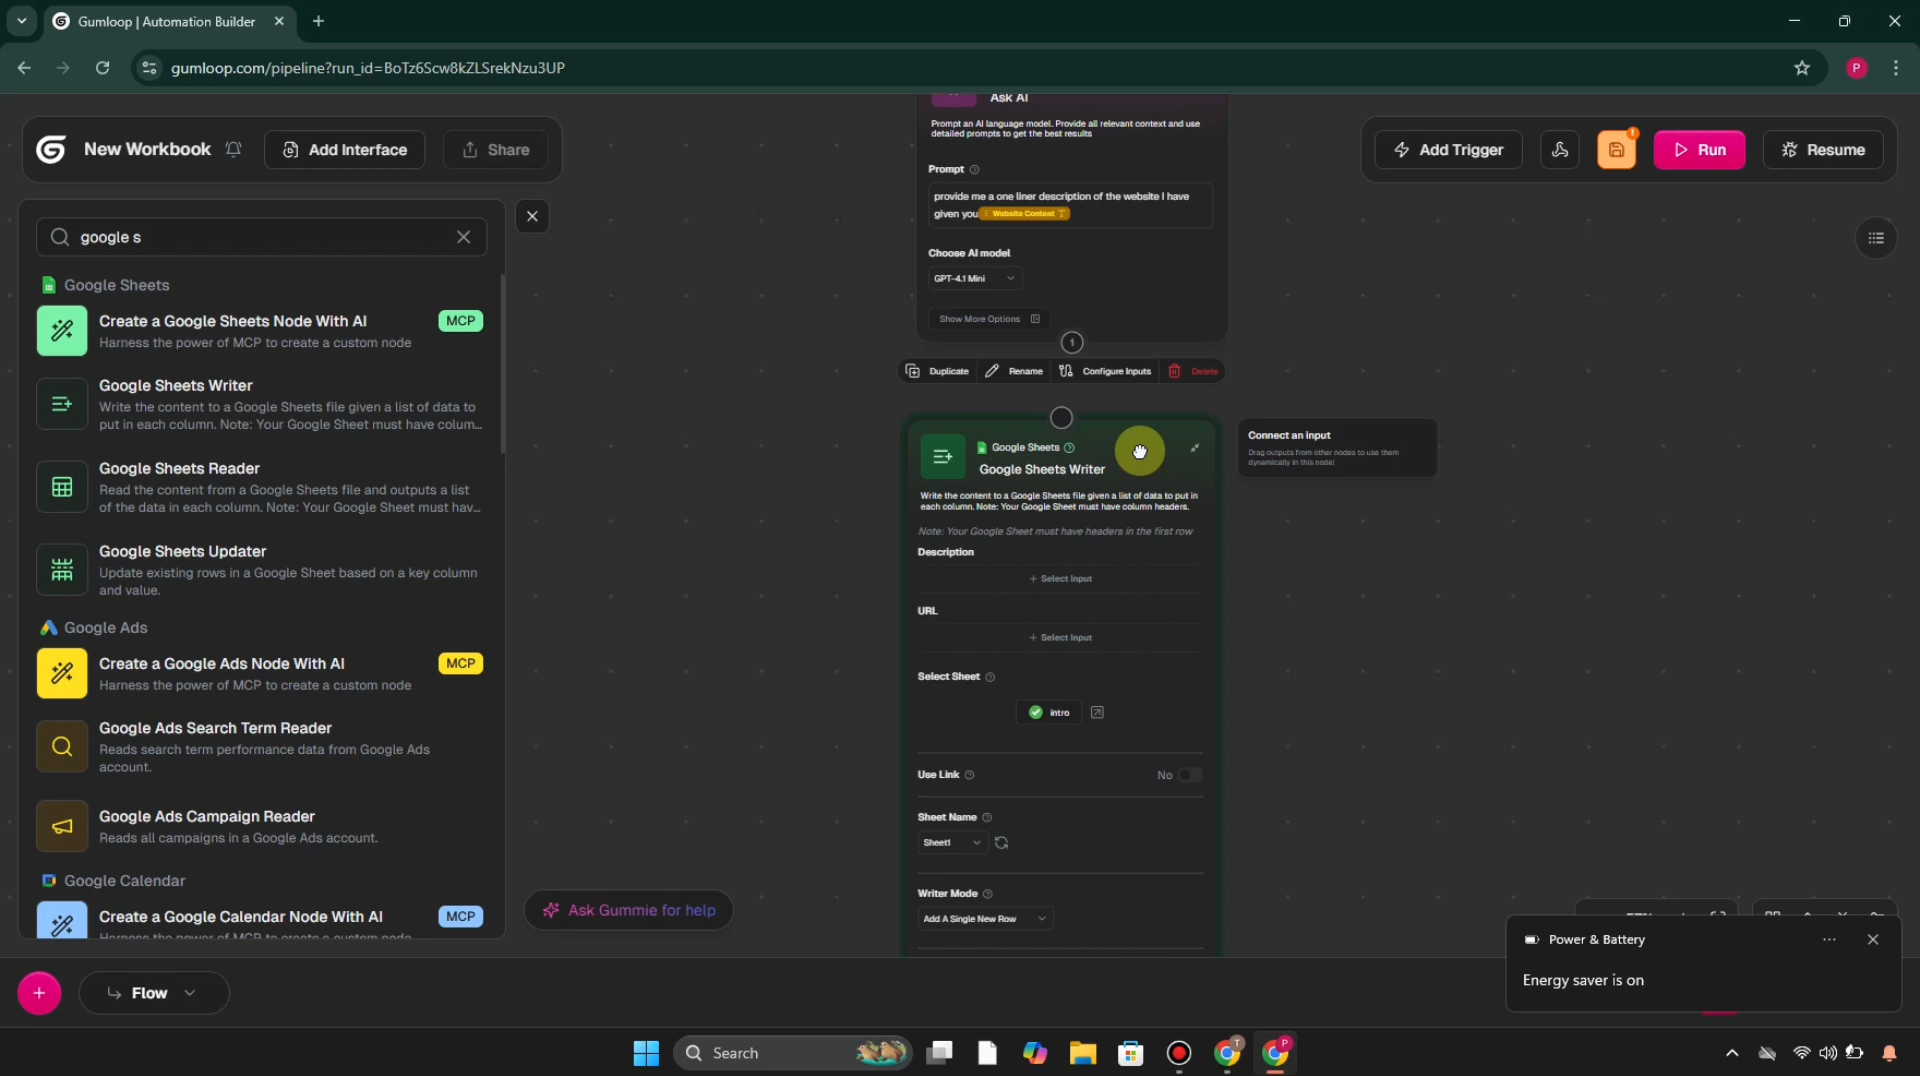 Gumloop | Automation Builder
gumloop.com/pipeline?run_id=BoTz6Scw8kZLSrekNzu3UP
P
New Workbook
Add Interface
Share
Add Trigger
Run
Resume
google s
Google Sheets
Create a Google Sheets Node With AI
MCP
Harness the power of MCP to create a custom node
Google Sheets Writer
Write the content to a Google Sheets file given a list of data to
put in each column. Note: Your Google Sheet must have colum...
Google Sheets Reader
Read the content from a Google Sheets file and outputs a list
of the data in each column. Note: Your Google Sheet must hav...
Google Sheets Updater
Update existing rows in a Google Sheet based on a key column
and value.
Google Ads
Create a Google Ads Node With AI
MCP
Harness the power of MCP to create a custom node
Google Ads Search Term Reader
Reads search term performance data from Google Ads
account.
Google Ads Campaign Reader
Reads all campaigns in a Google Ads account.
Google Calendar
Create a Google Calendar Node With AI
MCP
Harness the power of MCP to create a custom node
Ask AI
Prompt an AI language model. Provide all relevant context and use
detailed prompts to get the best results
Prompt
provide me a one liner description of the website I have
given you Website Content
Choose AI model
GPT-4.1 Mini
Show More Options
1
Duplicate
Rename
Configure Inputs
Delete
Google Sheets
Google Sheets Writer
Write the content to a Google Sheets file given a list of data to put in
each column. Note: Your Google Sheet must have column headers.
Note: Your Google Sheet must have headers in the first row
Description
+ Select Input
URL
+ Select Input
Select Sheet
intro
Use Link
No
Sheet Name
Sheet1
Writer Mode
Add A Single New Row
Connect an input
Drag outputs from other nodes to use them
dynamically in this node!
Ask Gummie for help
Flow
Power & Battery
Energy saver is on
Search
T
P